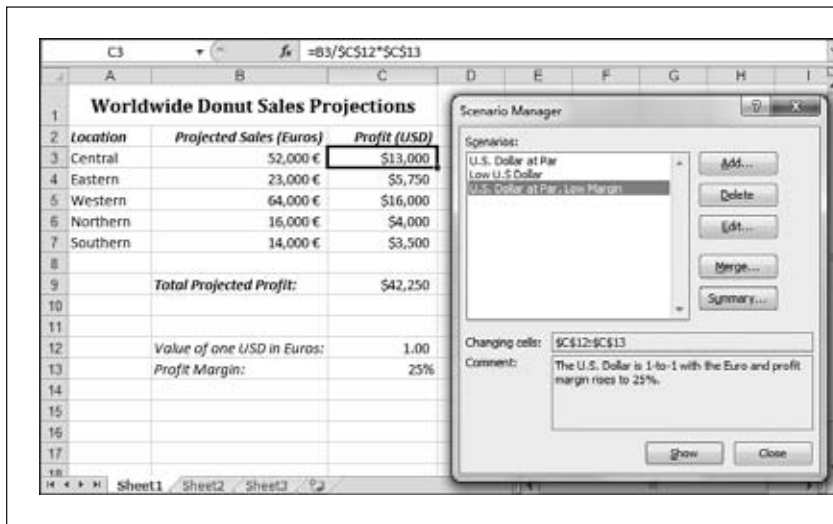 C3 fx =B3/$C$12*$C$13
A B C D E F G H I
1 Worldwide Donut Sales Projections
2 Location Projected Sales (Euros) Profit (USD)
3 Central 52,000 € $13,000
4 Eastern 23,000 € $5,750
5 Western 64,000 € $16,000
6 Northern 16,000 € $4,000
7 Southern 14,000 € $3,500
8
9 Total Projected Profit: $42,250
10
11
12 Value of one USD in Euros: 1.00
13 Profit Margin: 25%
14
15
16
17
18
Sheet1 Sheet2 Sheet3
Scenario Manager
Scenarios:
U.S. Dollar at Par
Low U.S Dollar
U.S. Dollar at Par, Low Margin
Add...
Delete
Edit...
Merge...
Summary...
Changing cells: $C$12:$C$13
Comment: The U.S. Dollar is 1-to-1 with the Euro and profit
margin rises to 25%.
Show Close